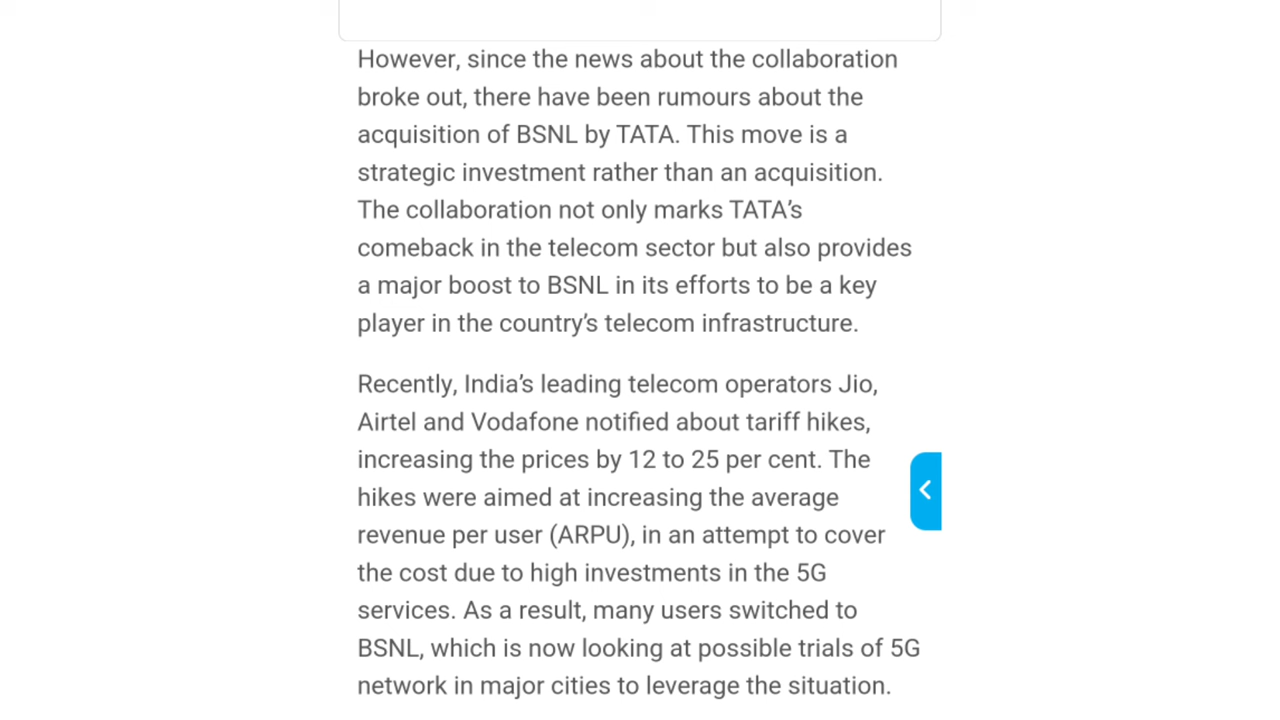 However, since the news about the collaboration
broke out, there have been rumours about the
acquisition of BSNL by TATA. This move is a
strategic investment rather than an acquisition.
The collaboration not only marks TATA’s
comeback in the telecom sector but also provides
a major boost to BSNL in its efforts to be a key
player in the country’s telecom infrastructure.
Recently, India’s leading telecom operators Jio,
Airtel and Vodafone notified about tariff hikes,
increasing the prices by 12 to 25 per cent. The
hikes were aimed at increasing the average
revenue per user (ARPU), in an attempt to cover
the cost due to high investments in the 5G
services. As a result, many users switched to
BSNL, which is now looking at possible trials of 5G
network in major cities to leverage the situation.